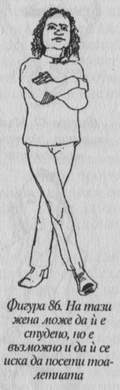 Фигура 86. На тази
жена може да ѝ е
студено, но е
възможно и да ѝ се
иска да посети тоа-
летната